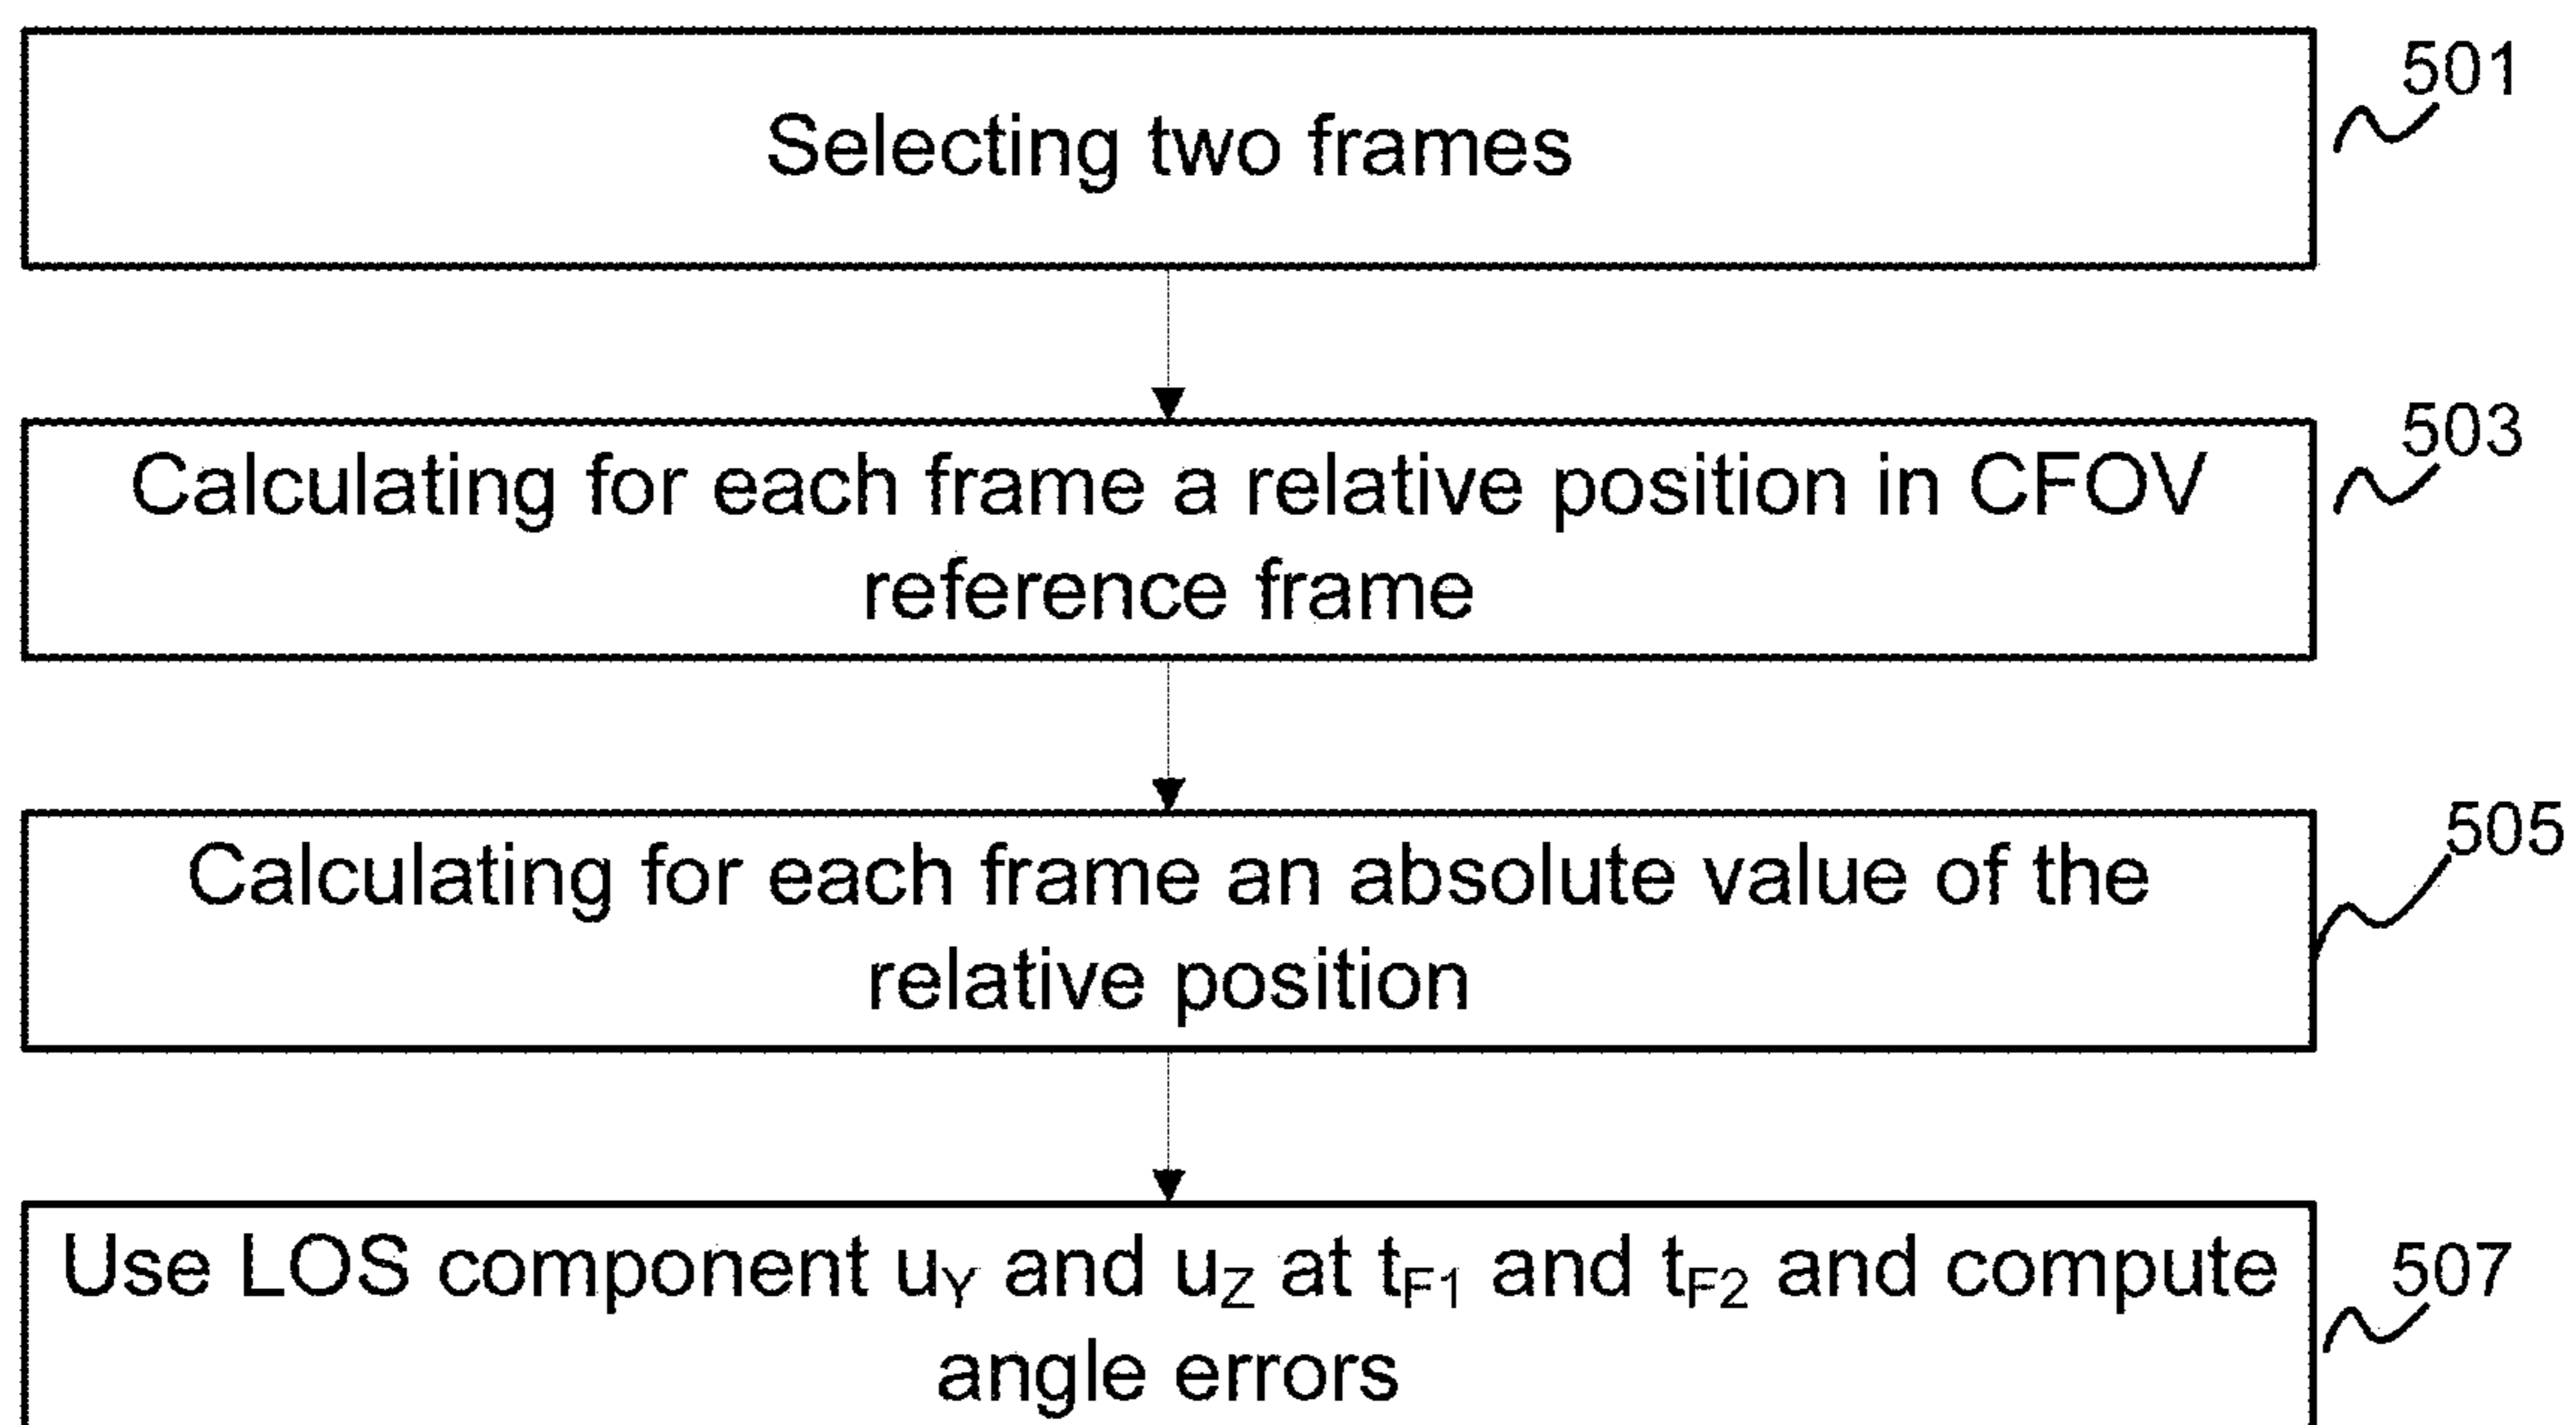 501
Selecting two frames
503
Calculating for each frame a relative position in CFOV
reference frame
505
Calculating for each frame an absolute value of the
relative position
507
Use LOS component uY and uZ at tF1 and tF2 and compute
angle errors